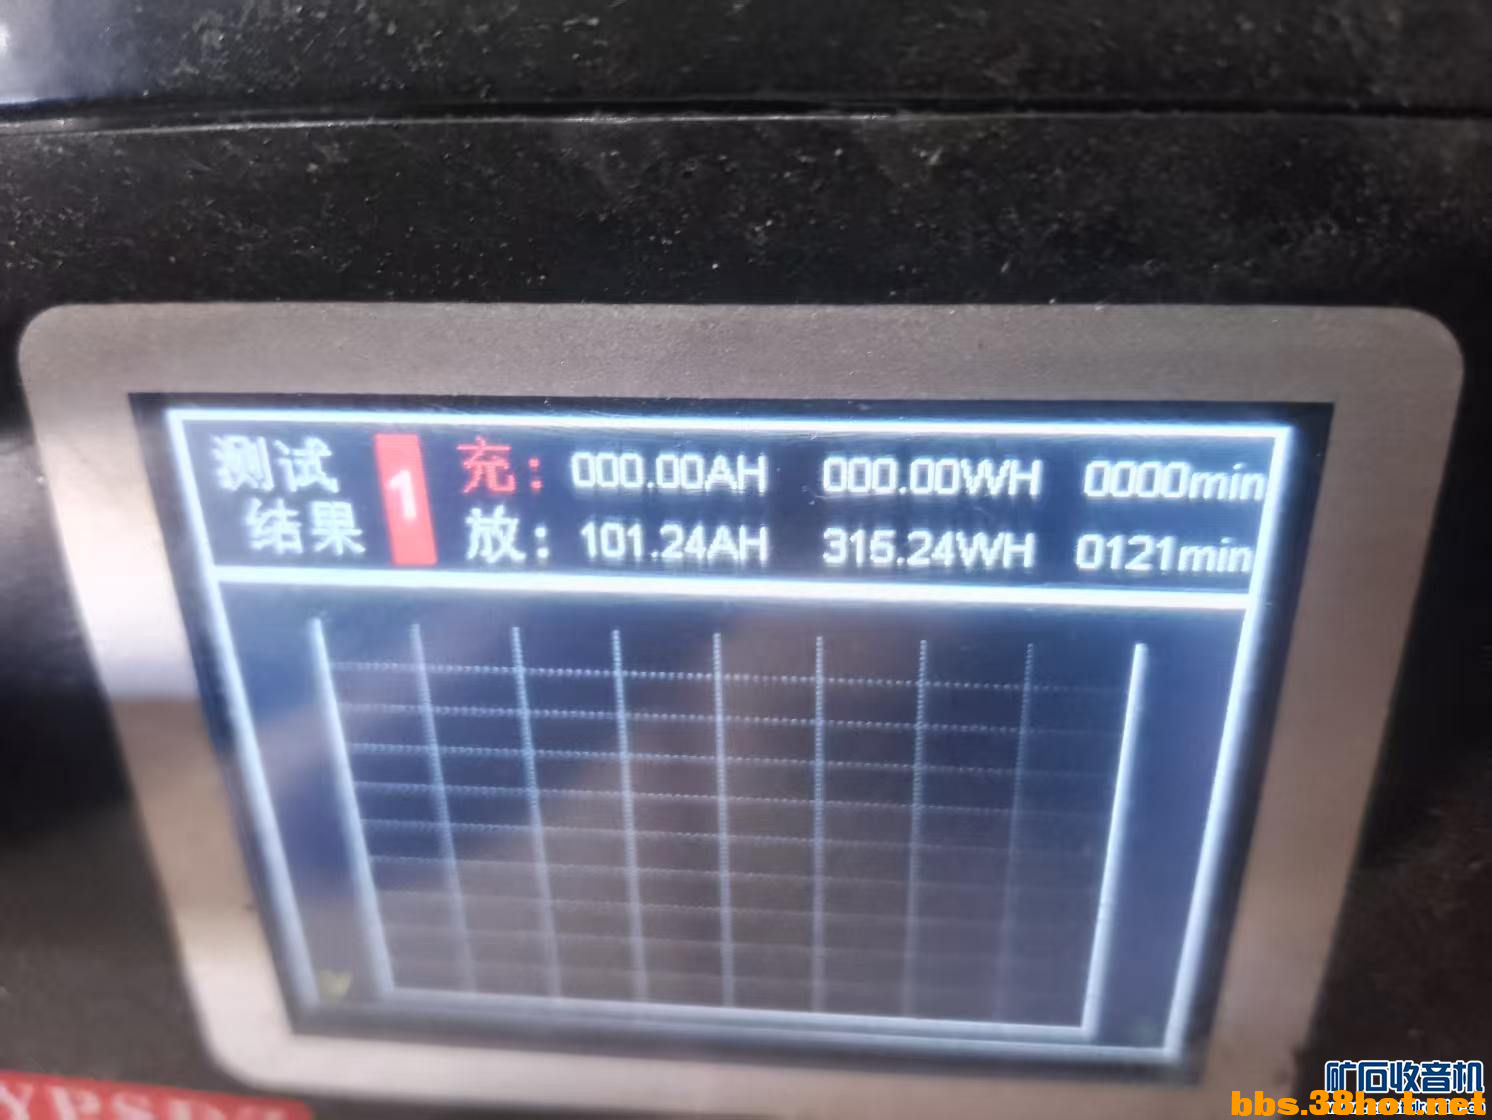 测试 1 充: 000.00AH 000.00WH 0000min
结果 放: 101.24AH 315.24WH 0121min
矿石收音机
bbs.38hot.net